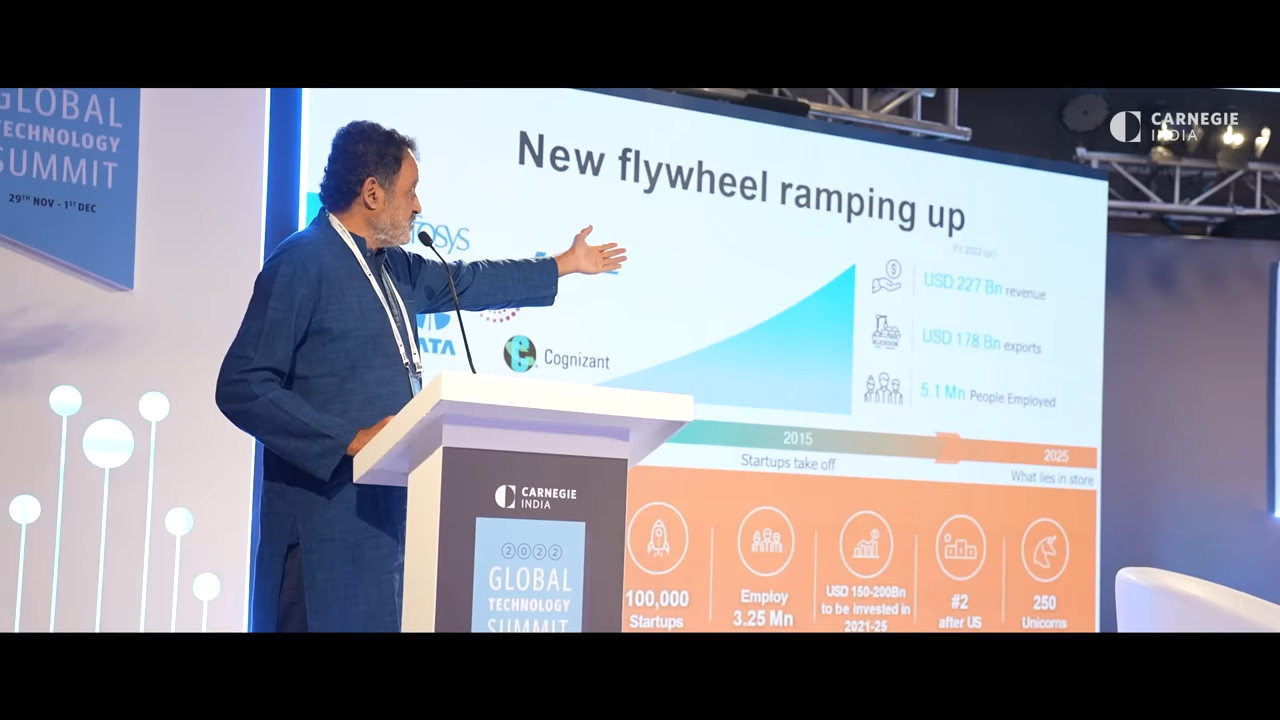 GLOBAL
TECHNOLOGY
SUMMIT
29TH NOV - 1ST DEC
CARNEGIE
INDIA
New flywheel ramping up
USD 227 Bn revenue
USD 178 Bn exports
5.1 Mn People Employed
TATA
Cognizant
2015
2025
Startups take off
What lies in store
100,000
Startups
Employ
3.25 Mn
USD 150-200Bn
to be invested in
2021-25
#2
after US
250
Unicorns
CARNEGIE
INDIA
2022
GLOBAL
TECHNOLOGY
SUMMIT